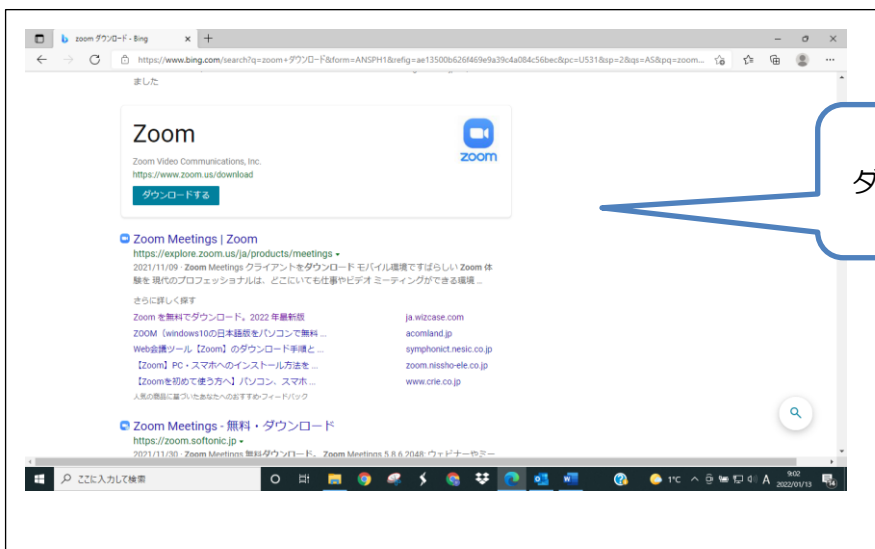 zoom ダウンロード - Bing
https://www.bing.com/search?q=zoom+ダウンロード&form=ANSPH1&refig=ae13500b626f469e9a39c4a084c56bec&pc=U531&sp=2&qs=AS&pq=zoom...
ました
Zoom
zoom
Zoom Video Communications, Inc.
https://www.zoom.us/download
ダウンロードする
ダ
Zoom Meetings | Zoom
https://explore.zoom.us/ja/products/meetings
2021/11/09 · Zoom Meetings クライアントをダウンロード モバイル環境ですばらしい Zoom 体
験を 現代のプロフェッショナルは、どこにいても仕事やビデオ ミーティングができる環境 ...
さらに詳しく探す
Zoom を無料でダウンロード。2022 年最新版 ja.wizcase.com
ZOOM（windows10の日本語版をパソコンで無料 ... acomland.jp
Web会議ツール【Zoom】のダウンロード手順と ... symphonict.nesic.co.jp
【Zoom】PC・スマホへのインストール方法を ... zoom.nissho-ele.co.jp
【Zoomを初めて使う方へ】パソコン、スマホ ... www.crie.co.jp
人気の商品に基づいたあなたへのおすすめ・フィードバック
Zoom Meetings - 無料・ダウンロード
https://zoom.softonic.jp
2021/11/30 · Zoom Meetings 無料ダウンロード。 Zoom Meetings 5.8.6.2048: ウェビナーやミー
ここに入力して検索
1℃
A
9:02
2022/01/13